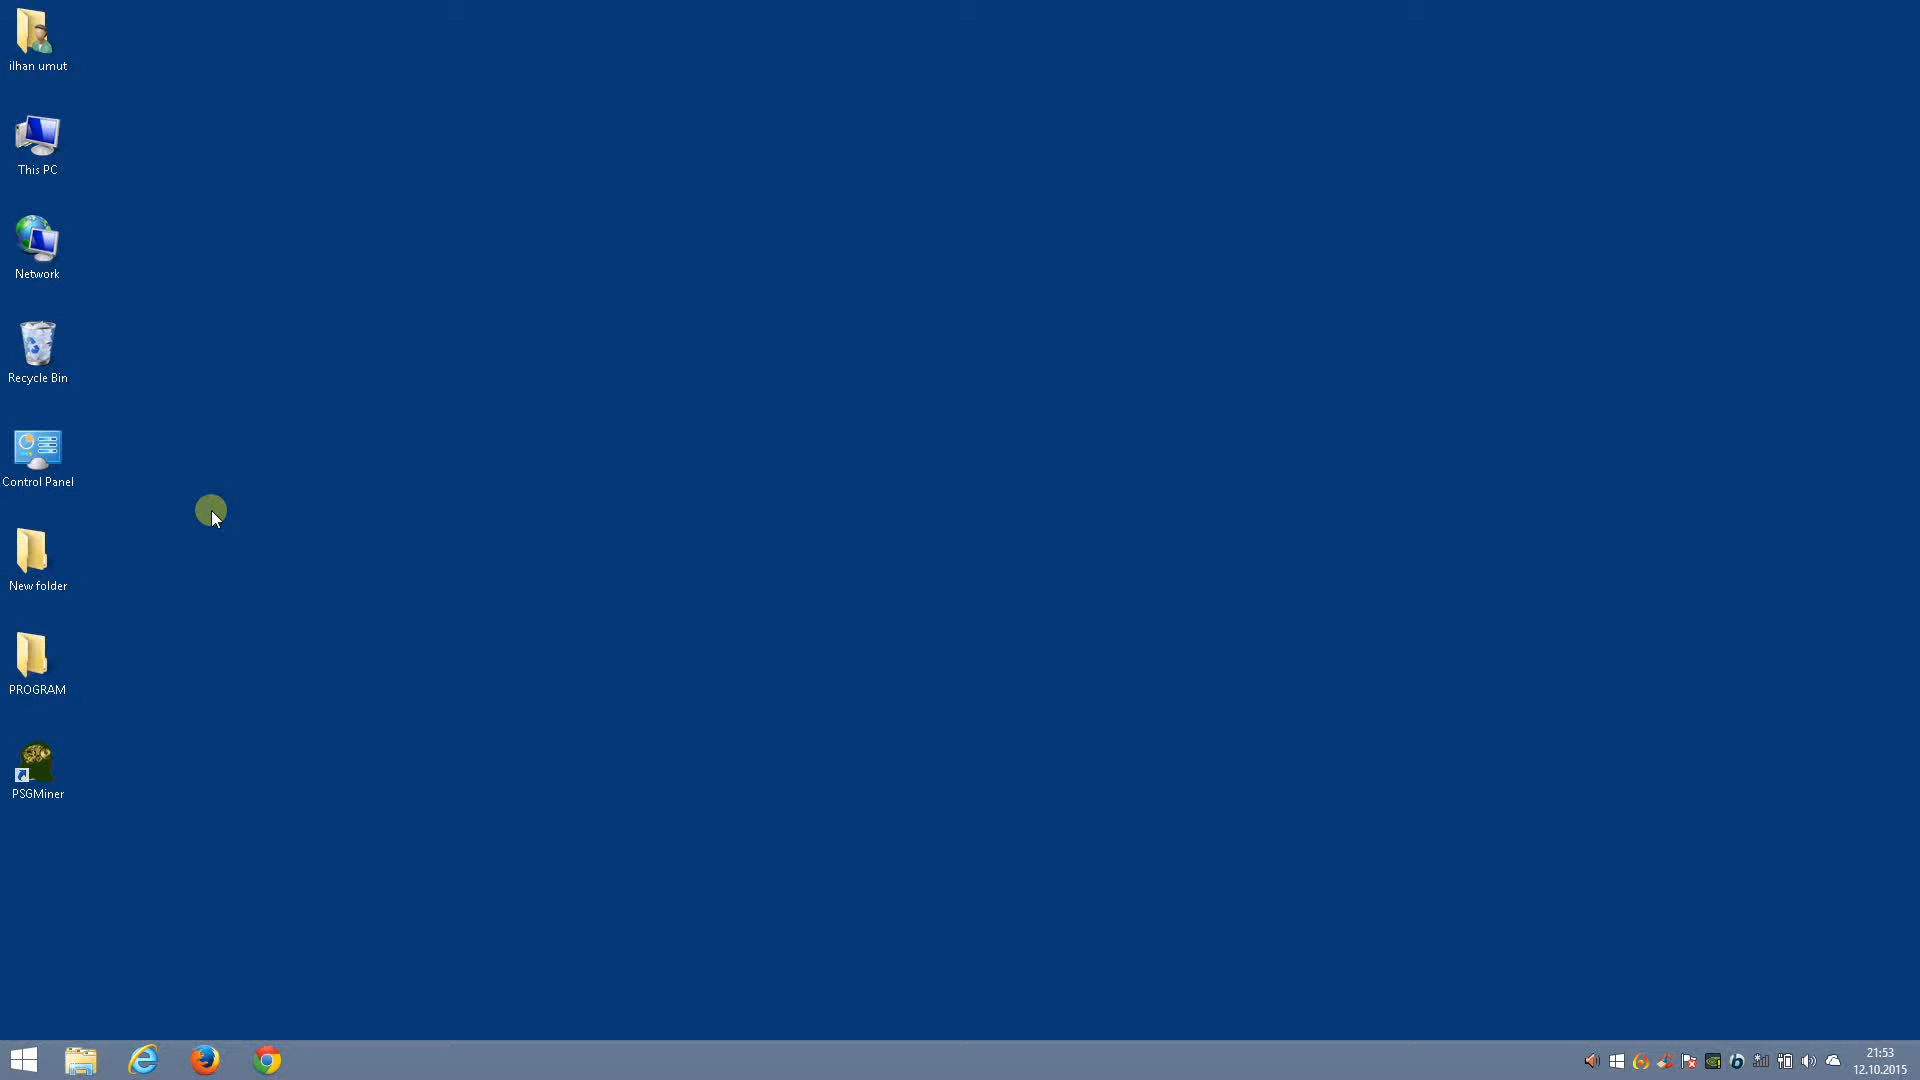 ilhan umut
This PC
Network
Recycle Bin
Control Panel
New folder
PROGRAM
PSGMiner
21:53
12.10.2015